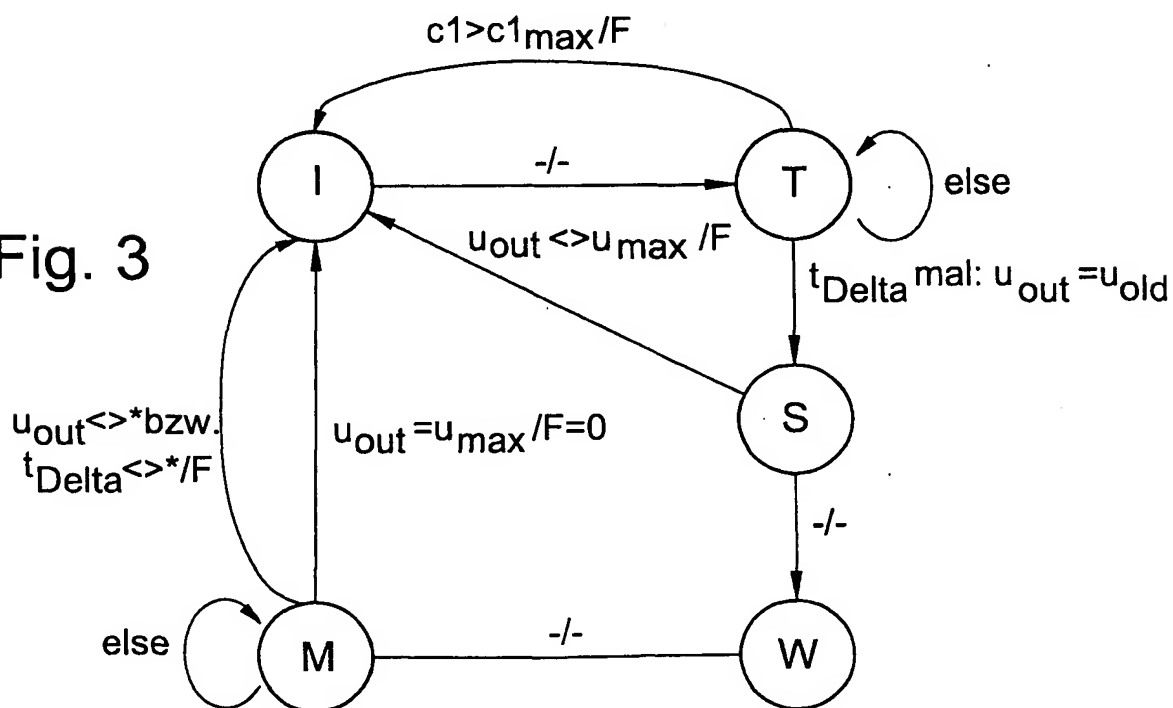 c1>c1max/F
I
-/-
T
else
Fig. 3
uout<>umax/F
tDelta mal: uout=uold
S
uout<>*bzw.
tDelta<>*/F
uout=umax/F=0
-/-
else
M
-/-
W